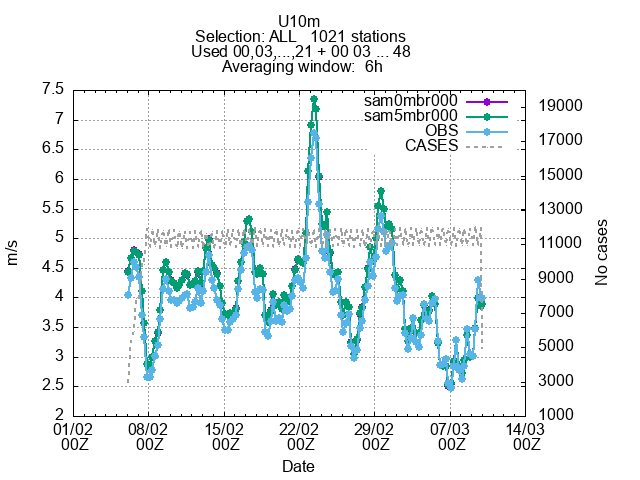 U10m
Selection: ALL   1021 stations
Used 00,03,...,21 + 00 03 ... 48
Averaging window:  6h
sam0mbr000
sam5mbr000
OBS
CASES
7.5
7
6.5
6
5.5
5
4.5
4
3.5
3
2.5
2
m/s
19000
17000
15000
13000
11000
9000
7000
5000
3000
1000
No cases
01/02 08/02 15/02 22/02 29/02 07/03 14/03
00Z 00Z 00Z 00Z 00Z 00Z 00Z
Date